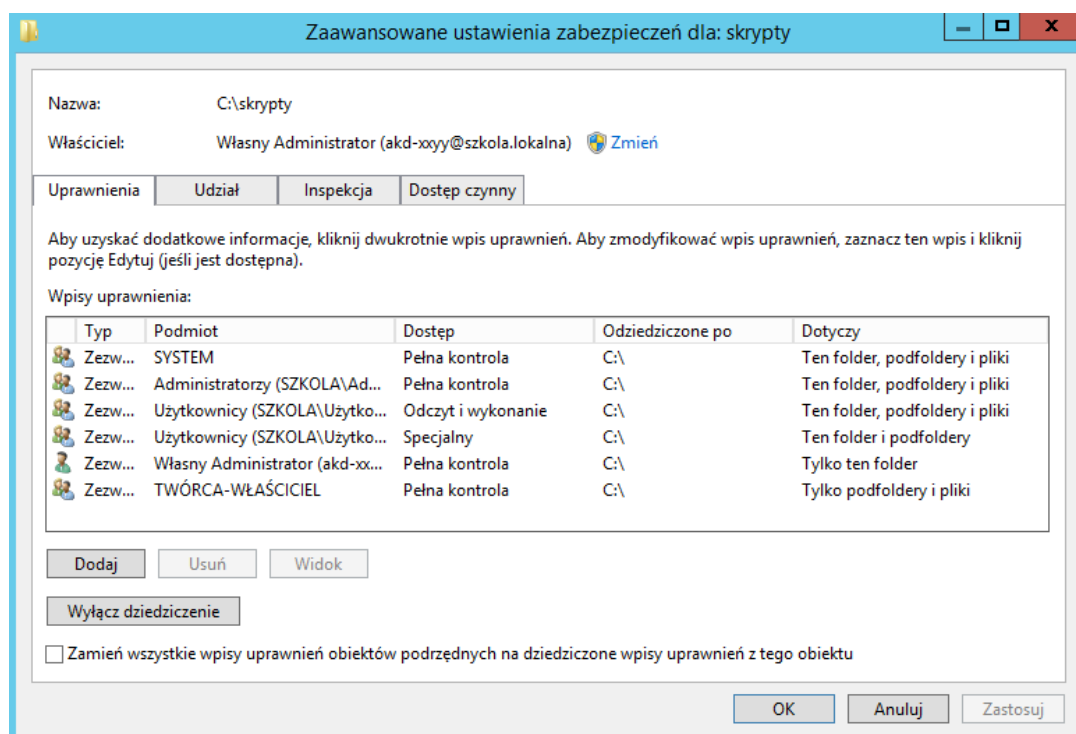 Zaawansowane ustawienia zabezpieczeń dla: skrypty
Nazwa: C:\skrypty
Właściciel: Własny Administrator (akd-xxyy@szkola.lokalna) Zmień
Uprawnienia Udział Inspekcja Dostęp czynny
Aby uzyskać dodatkowe informacje, kliknij dwukrotnie wpis uprawnień. Aby zmodyfikować wpis uprawnień, zaznacz ten wpis i kliknij
pozycję Edytuj (jeśli jest dostępna).
Wpisy uprawnienia:
Typ Podmiot Dostęp Odziedziczone po Dotyczy
Zezw... SYSTEM Pełna kontrola C:\ Ten folder, podfoldery i pliki
Zezw... Administratorzy (SZKOLA\Ad... Pełna kontrola C:\ Ten folder, podfoldery i pliki
Zezw... Użytkownicy (SZKOLA\Użytko... Odczyt i wykonanie C:\ Ten folder, podfoldery i pliki
Zezw... Użytkownicy (SZKOLA\Użytko... Specjalny C:\ Ten folder i podfoldery
Zezw... Własny Administrator (akd-xx... Pełna kontrola C:\ Tylko ten folder
Zezw... TWÓRCA-WŁAŚCICIEL Pełna kontrola C:\ Tylko podfoldery i pliki
Dodaj Usuń Widok
Wyłącz dziedziczenie
Zamień wszystkie wpisy uprawnień obiektów podrzędnych na dziedziczone wpisy uprawnień z tego obiektu
OK Anuluj Zastosuj